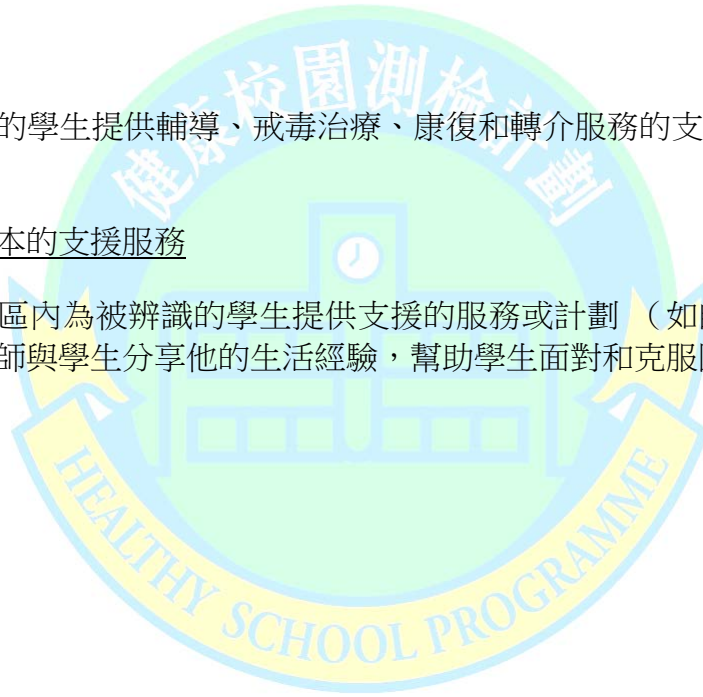 健康校園測檢計劃
的學生提供輔導、戒毒治療、康復和轉介服務的支
本的支援服務
區內為被辨識的學生提供支援的服務或計劃 （如
師與學生分享他的生活經驗，幫助學生面對和克服
HEALTHY SCHOOL PROGRAMME